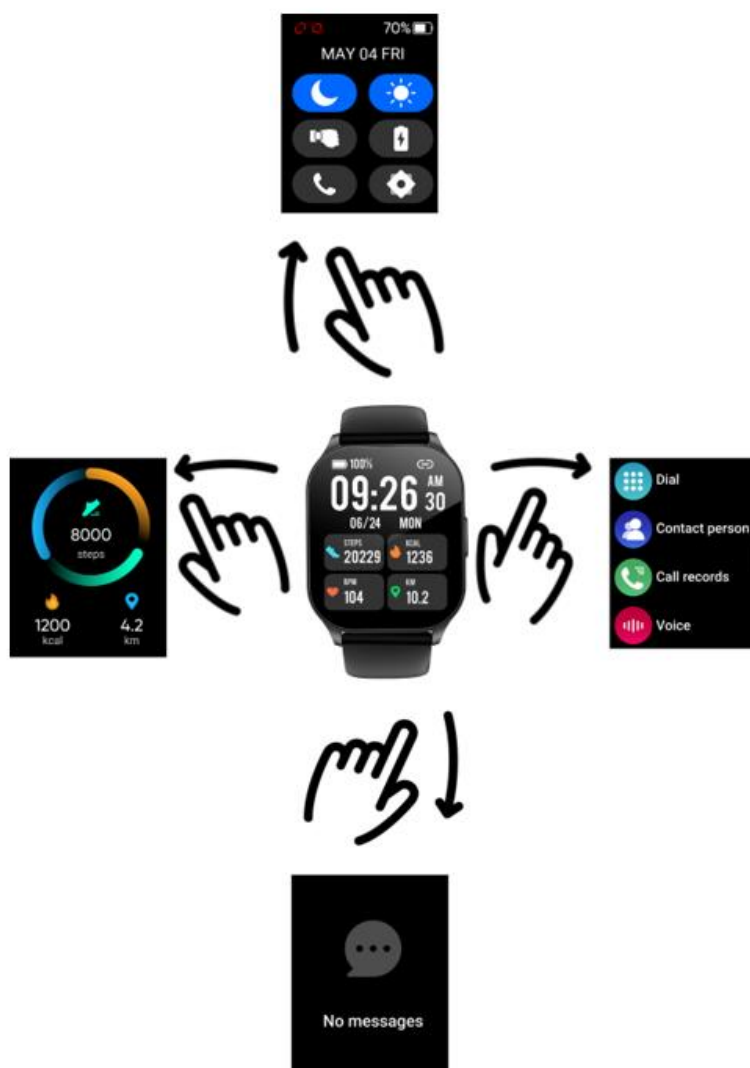 70%
MAY 04 FRI
100%
09:26 30 AM
06/24 MON
STEPS
20229
KCAL
1236
BPM
104
KM
10.2
8000
steps
1200
kcal
4.2
km
Dial
Contact person
Call records
Voice
No messages